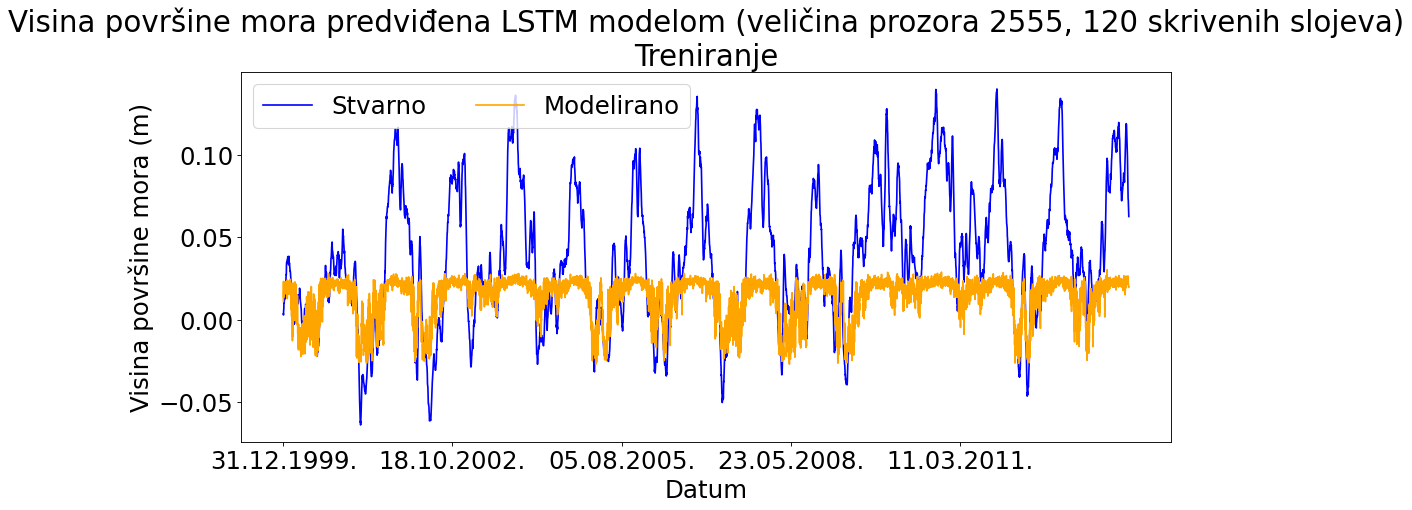 Visina površine mora predviđena LSTM modelom (veličina prozora 2555, 120 skrivenih slojeva)
Treniranje
Stvarno Modelirano
Visina površine mora (m)
0.10
0.05
0.00
−0.05
31.12.1999. 18.10.2002. 05.08.2005. 23.05.2008. 11.03.2011.
Datum